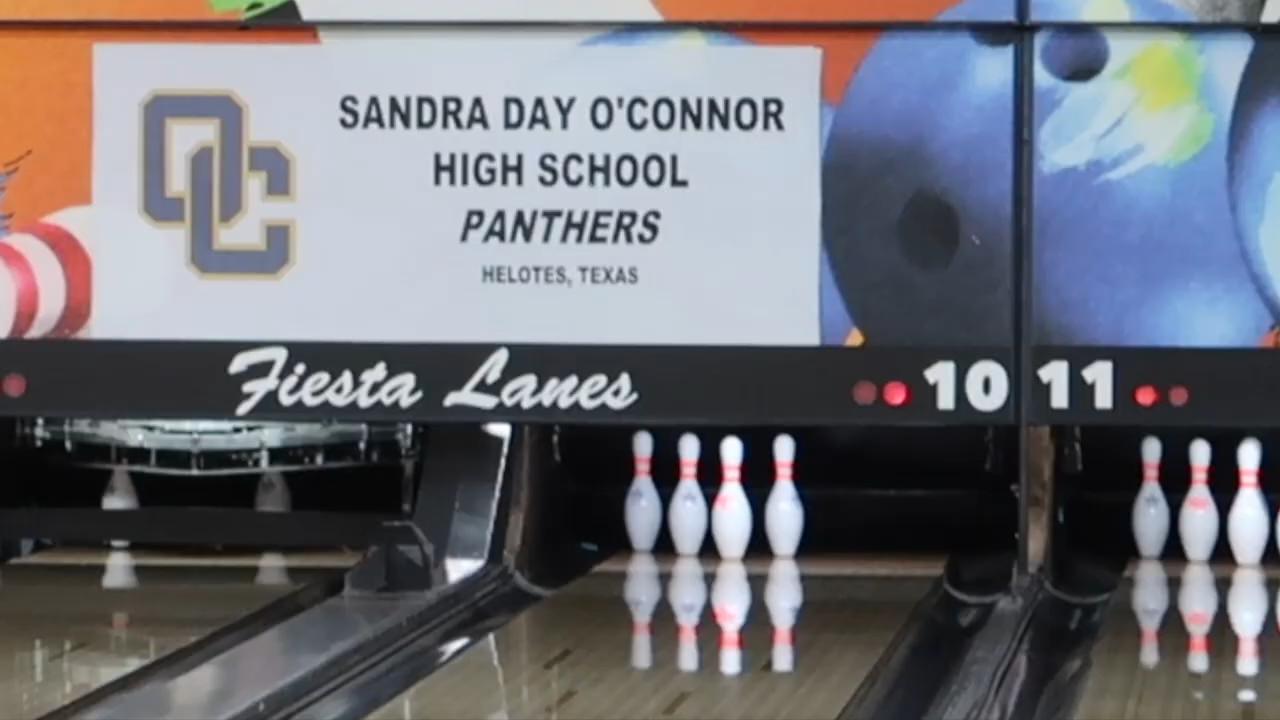 OC
SANDRA DAY O'CONNOR
HIGH SCHOOL
PANTHERS
HELOTES, TEXAS
Fiesta Lanes
10 11